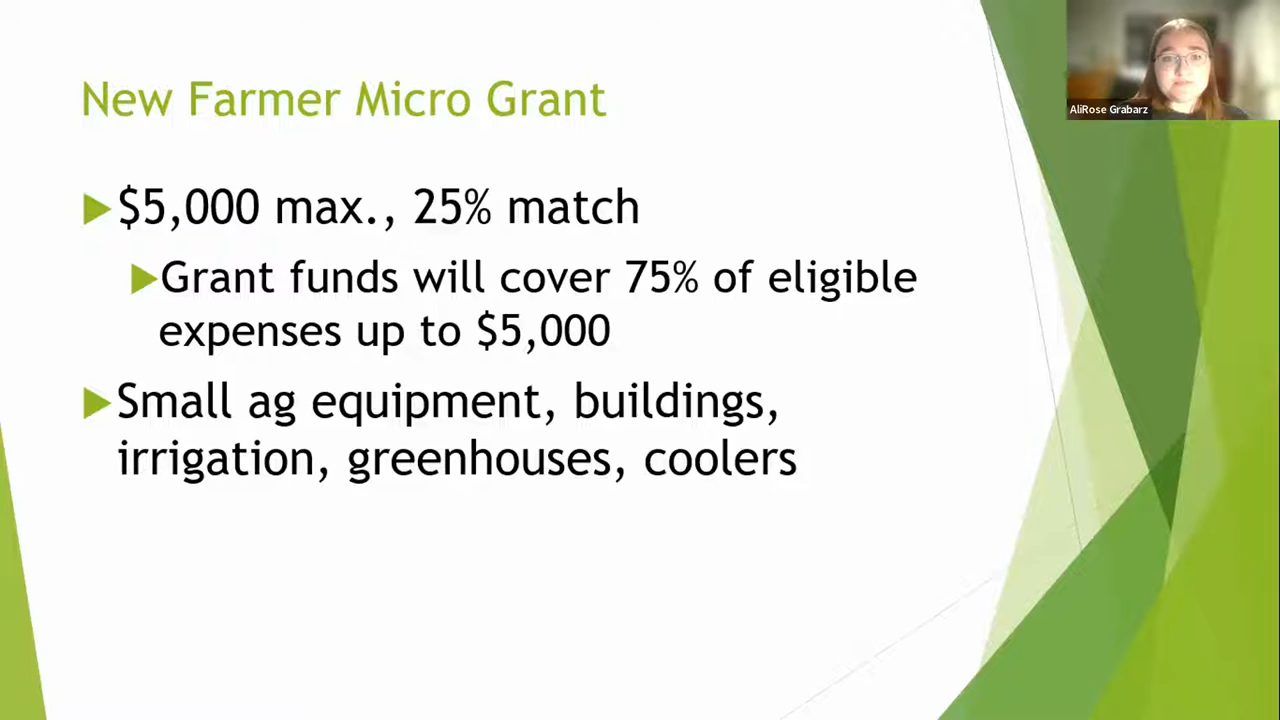 New Farmer Micro Grant
$5,000 max., 25% match
Grant funds will cover 75% of eligible
expenses up to $5,000
Small ag equipment, buildings,
irrigation, greenhouses, coolers
AliRose Grabarz